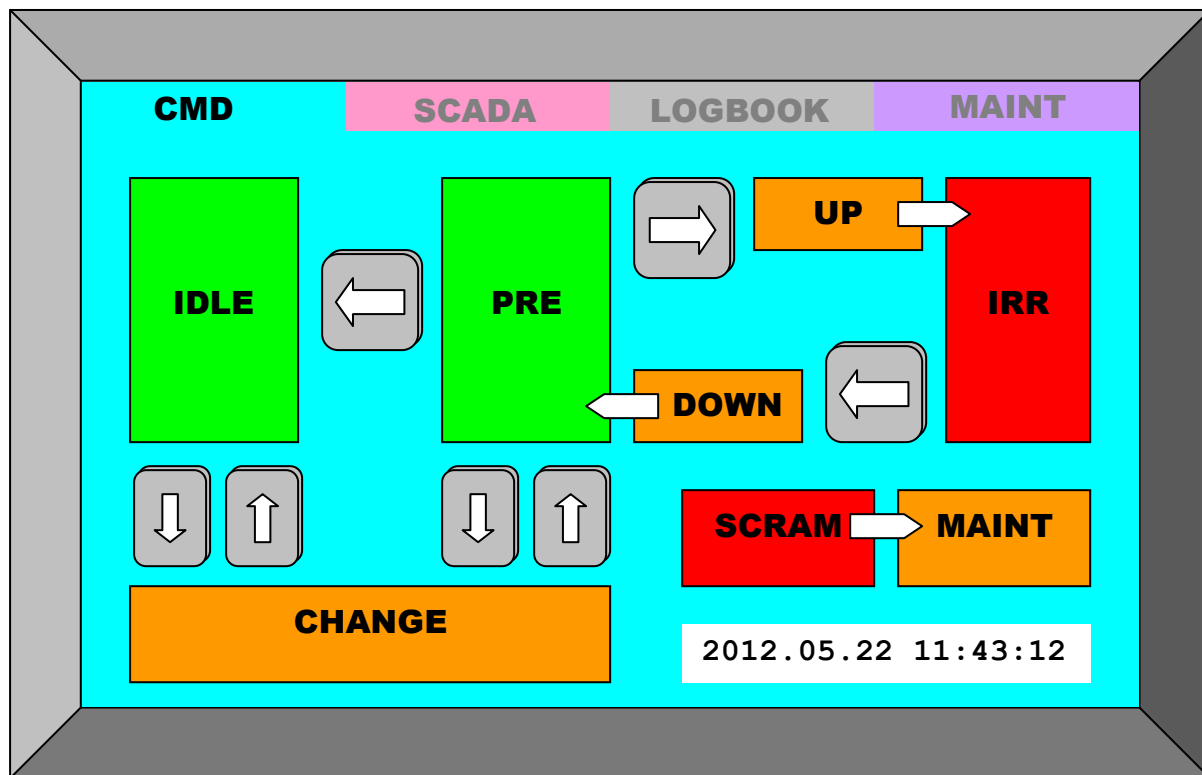 CMD
SCADA
LOGBOOK
MAINT
UP
IDLE
PRE
IRR
DOWN
SCRAM
MAINT
CHANGE
2012.05.22 11:43:12